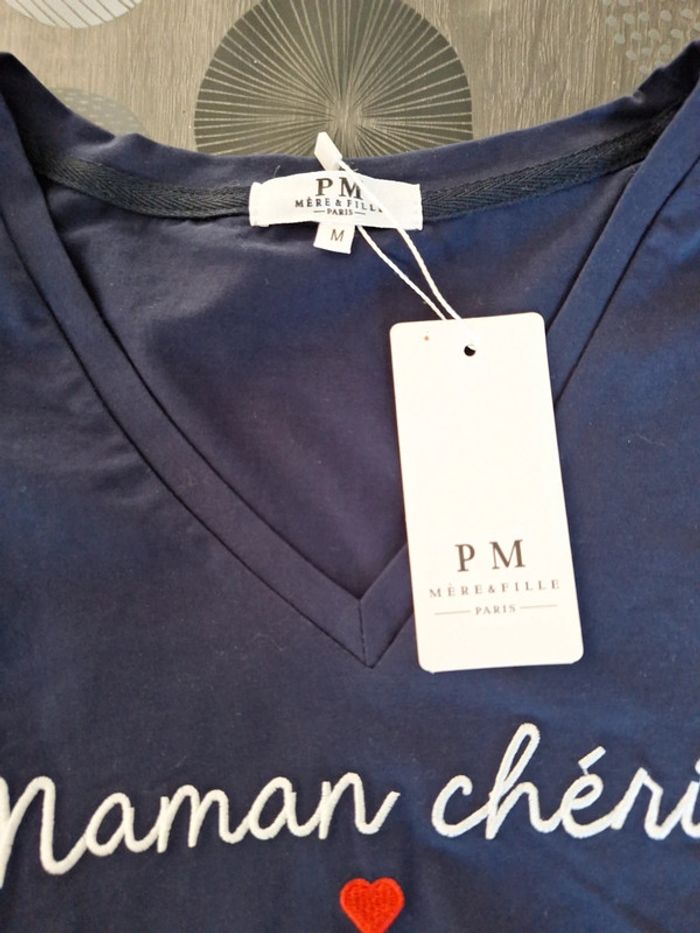 PM
MÈRE & FILLE
PARIS
M
PM
MÈRE&FILLE
PARIS
Maman chéri